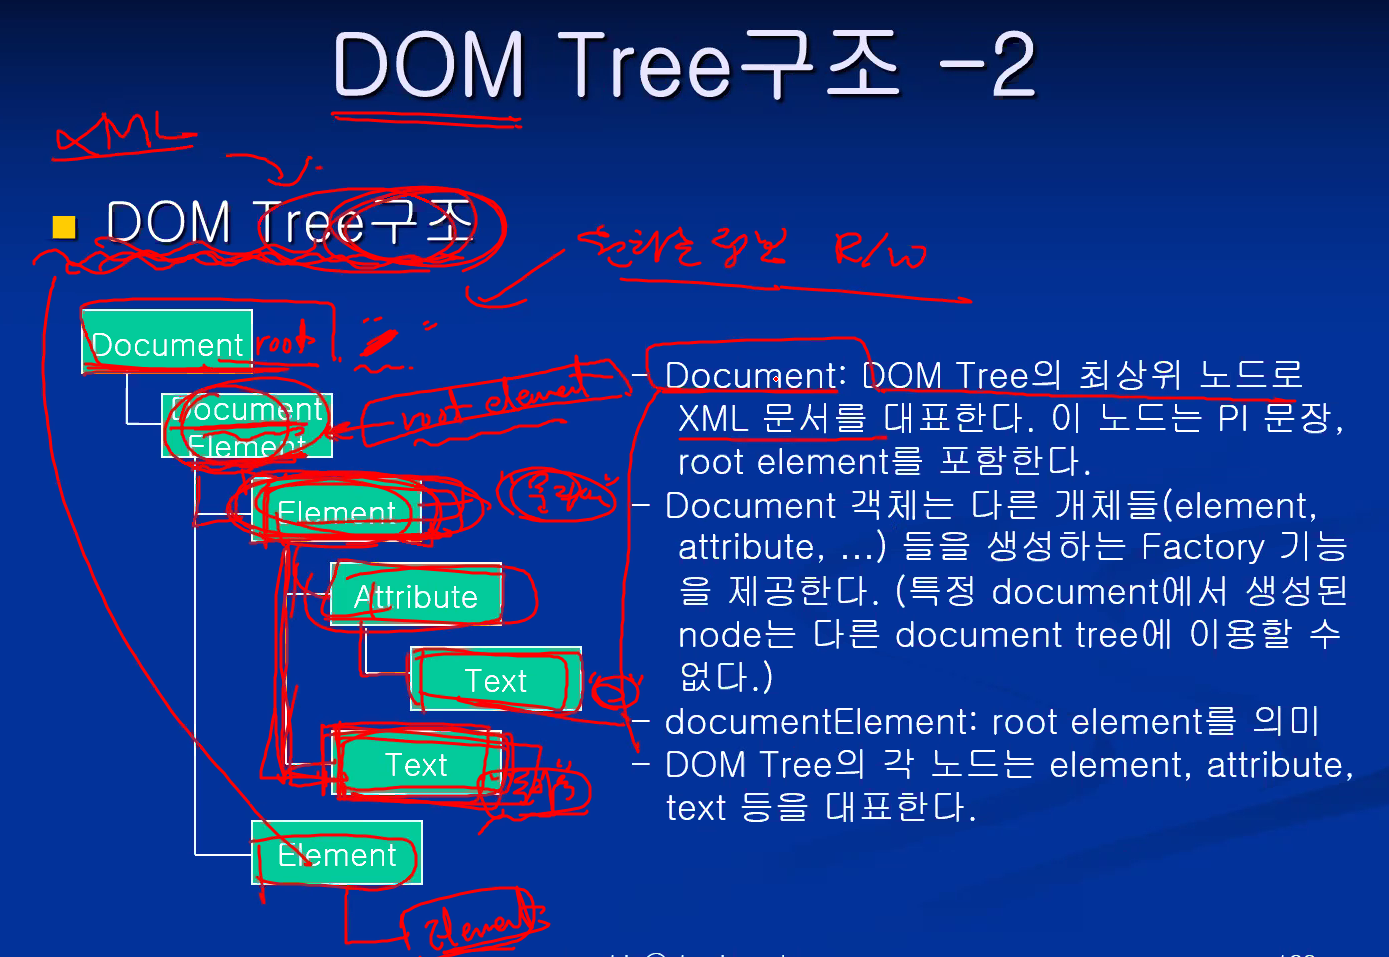 DOM Tree구조 -2
XML
DOM Tree구조
R/W
Document root
Document
Element
root element
Element
Attribute
Text
Text
Element
Element
- Document: DOM Tree의 최상위 노드로
XML 문서를 대표한다. 이 노드는 PI 문장,
root element를 포함한다.
- Document 객체는 다른 개체들(element,
attribute, ...) 들을 생성하는 Factory 기능
을 제공한다. (특정 document에서 생성된
node는 다른 document tree에 이용할 수
없다.)
- documentElement: root element를 의미
- DOM Tree의 각 노드는 element, attribute,
text 등을 대표한다.